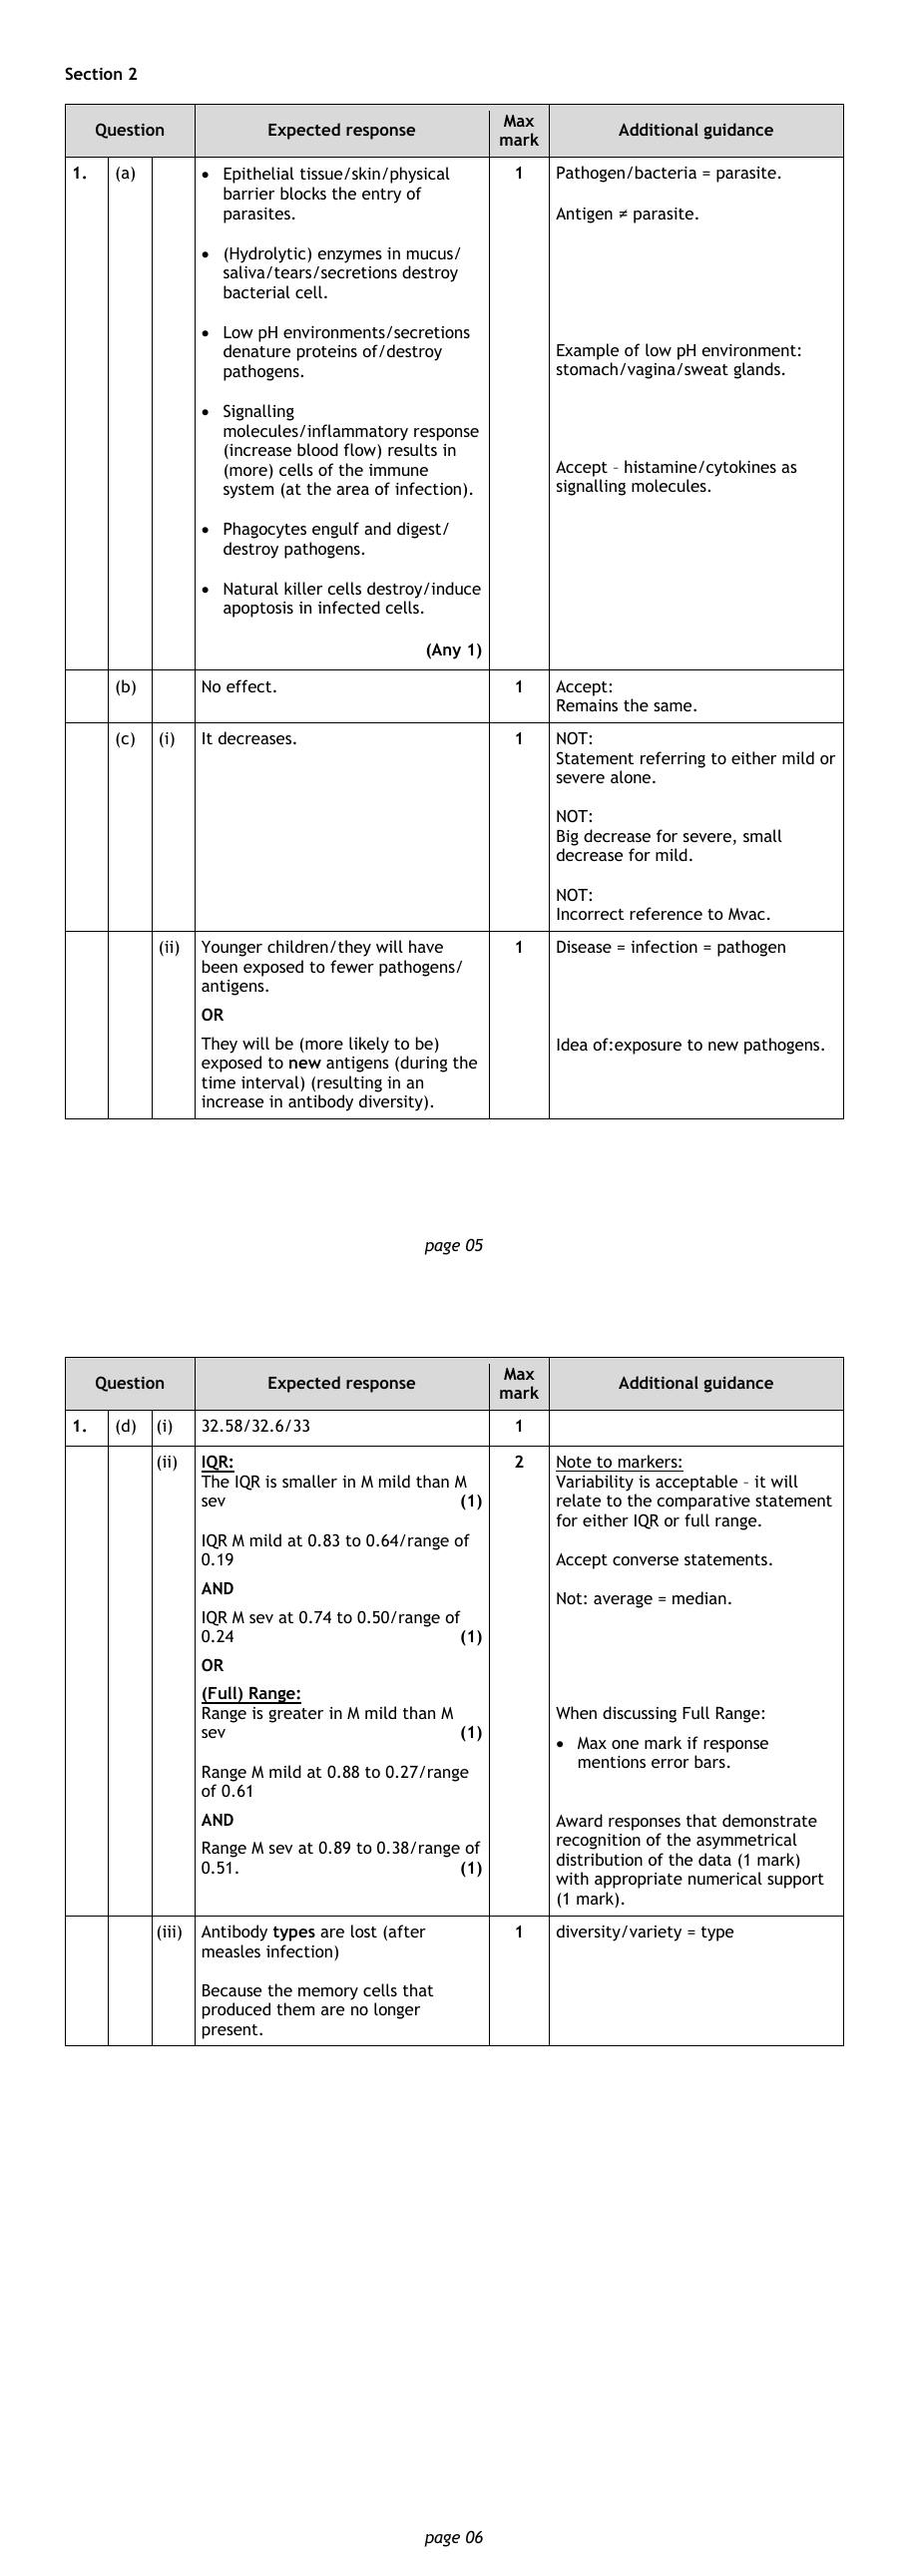 Section 2
Question
Expected response
Max
mark
Additional guidance
1.
(a)
• Epithelial tissue/skin/physical
barrier blocks the entry of
parasites.
• (Hydrolytic) enzymes in mucus/
saliva/tears/secretions destroy
bacterial cell.
• Low pH environments/secretions
denature proteins of/destroy
pathogens.
• Signalling
molecules/inflammatory response
(increase blood flow) results in
(more) cells of the immune
system (at the area of infection).
• Phagocytes engulf and digest/
destroy pathogens.
• Natural killer cells destroy/induce
apoptosis in infected cells.
(Any 1)
1
Pathogen/bacteria = parasite.
Antigen ≠ parasite.
Example of low pH environment:
stomach/vagina/sweat glands.
Accept – histamine/cytokines as
signalling molecules.
(b)
No effect.
1
Accept:
Remains the same.
(c)
(i)
It decreases.
1
NOT:
Statement referring to either mild or
severe alone.
NOT:
Big decrease for severe, small
decrease for mild.
NOT:
Incorrect reference to Mvac.
(ii)
Younger children/they will have
been exposed to fewer pathogens/
antigens.
OR
They will be (more likely to be)
exposed to new antigens (during the
time interval) (resulting in an
increase in antibody diversity).
1
Disease = infection = pathogen
Idea of:exposure to new pathogens.
page 05
Question
Expected response
Max
mark
Additional guidance
1.
(d)
(i)
32.58/32.6/33
1
(ii)
IQR:
The IQR is smaller in M mild than M
sev (1)
IQR M mild at 0.83 to 0.64/range of
0.19
AND
IQR M sev at 0.74 to 0.50/range of
0.24 (1)
OR
(Full) Range:
Range is greater in M mild than M
sev (1)
Range M mild at 0.88 to 0.27/range
of 0.61
AND
Range M sev at 0.89 to 0.38/range of
0.51. (1)
2
Note to markers:
Variability is acceptable – it will
relate to the comparative statement
for either IQR or full range.
Accept converse statements.
Not: average = median.
When discussing Full Range:
• Max one mark if response
mentions error bars.
Award responses that demonstrate
recognition of the asymmetrical
distribution of the data (1 mark)
with appropriate numerical support
(1 mark).
(iii)
Antibody types are lost (after
measles infection)
Because the memory cells that
produced them are no longer
present.
1
diversity/variety = type
page 06